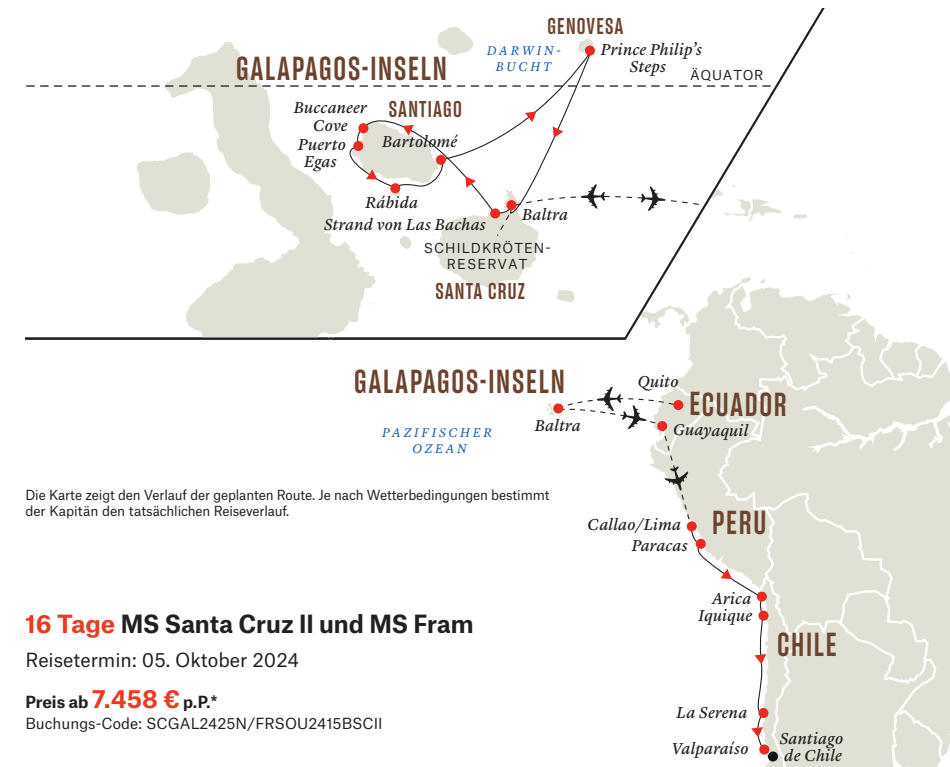 GENOVESA
DARWIN-
BUCHT
Prince Philip's
Steps
GALAPAGOS-INSELN
ÄQUATOR
Buccaneer
Cove
SANTIAGO
Puerto
Egas
Bartolomé
Rábida
Strand von Las Bachas
Baltra
SCHILDKRÖTEN-
RESERVAT
SANTA CRUZ
GALAPAGOS-INSELN
Quito
ECUADOR
Baltra
Guayaquil
PAZIFISCHER
OZEAN
Die Karte zeigt den Verlauf der geplanten Route. Je nach Wetterbedingungen bestimmt
der Kapitän den tatsächlichen Reiseverlauf.
Callao/Lima
PERU
Paracas
Arica
Iquique
CHILE
16 Tage MS Santa Cruz II und MS Fram
Reisetermin: 05. Oktober 2024
Preis ab 7.458 € p.P.*
Buchungs-Code: SCGAL2425N/FRSOU2415BSCII
La Serena
Valparaíso
Santiago
de Chile